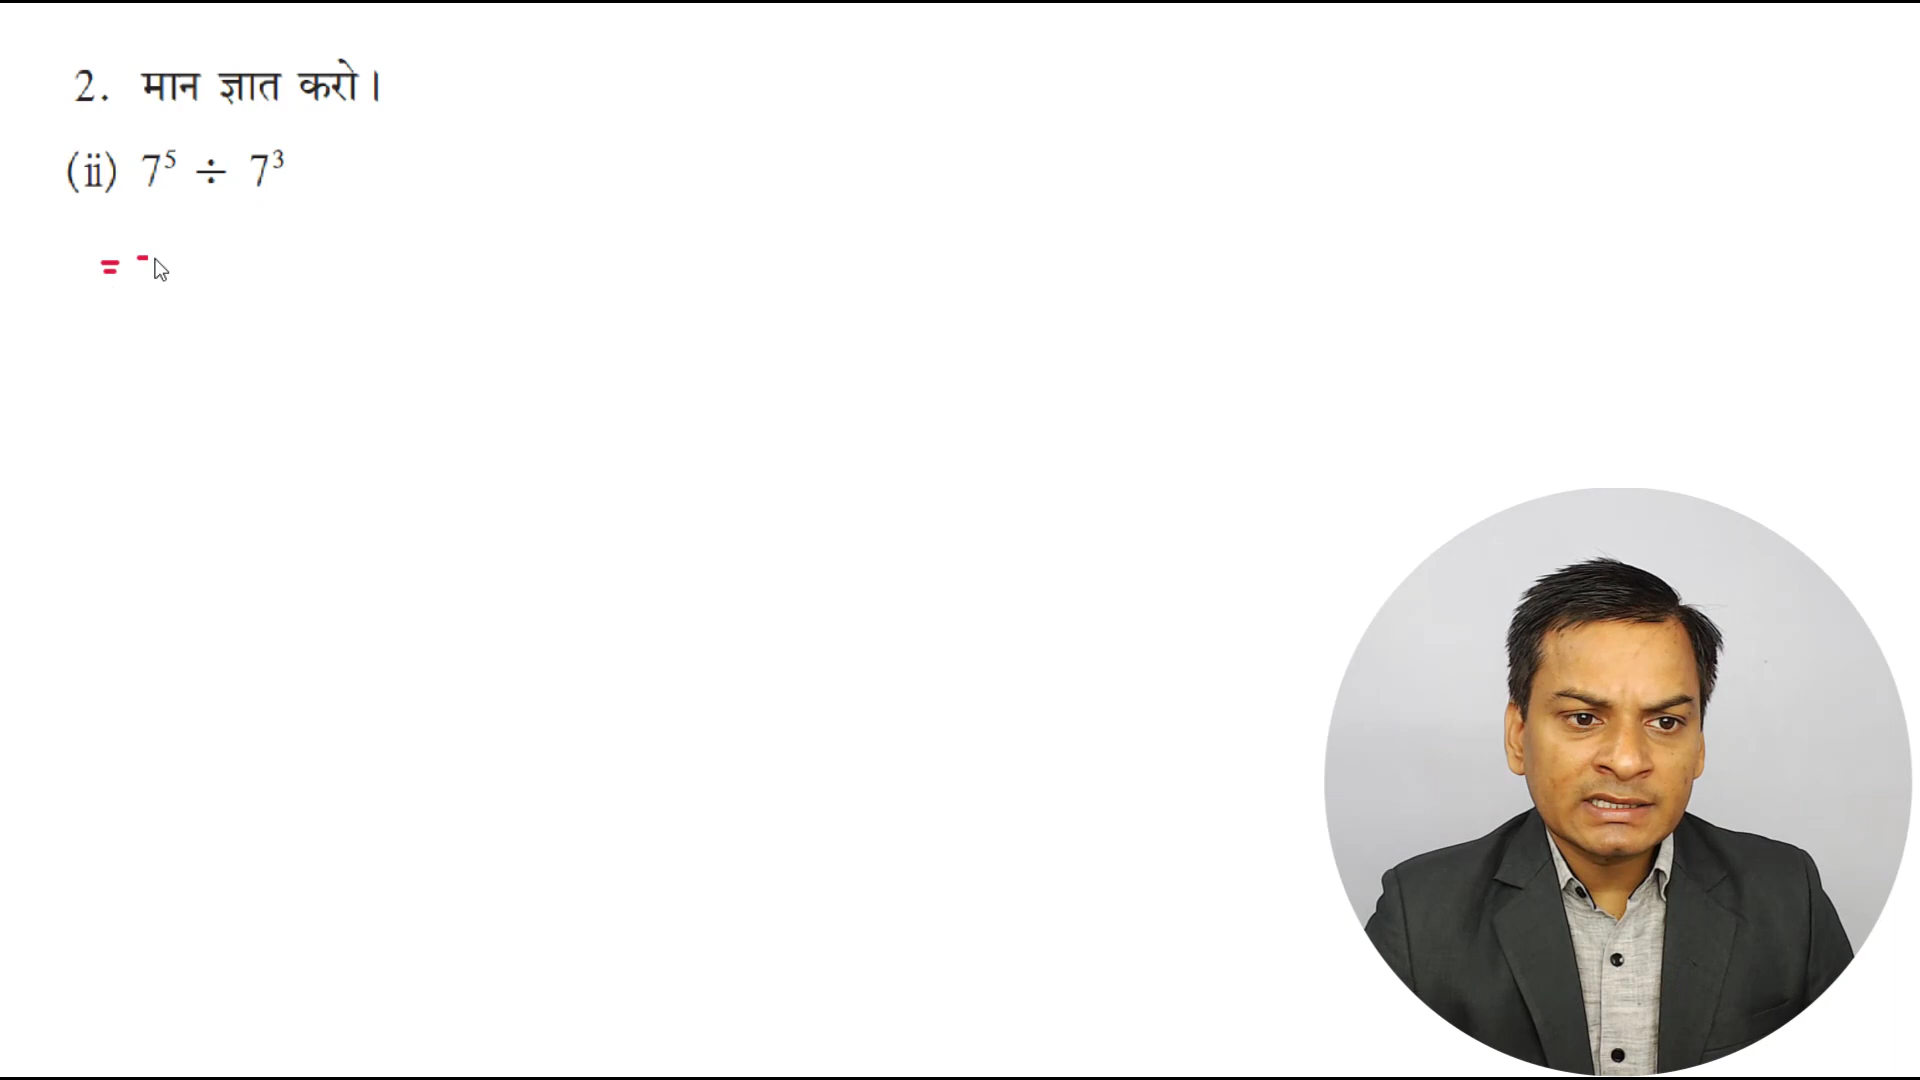 2. मान ज्ञात करो।
(ii) 7⁵ ÷ 7³
=